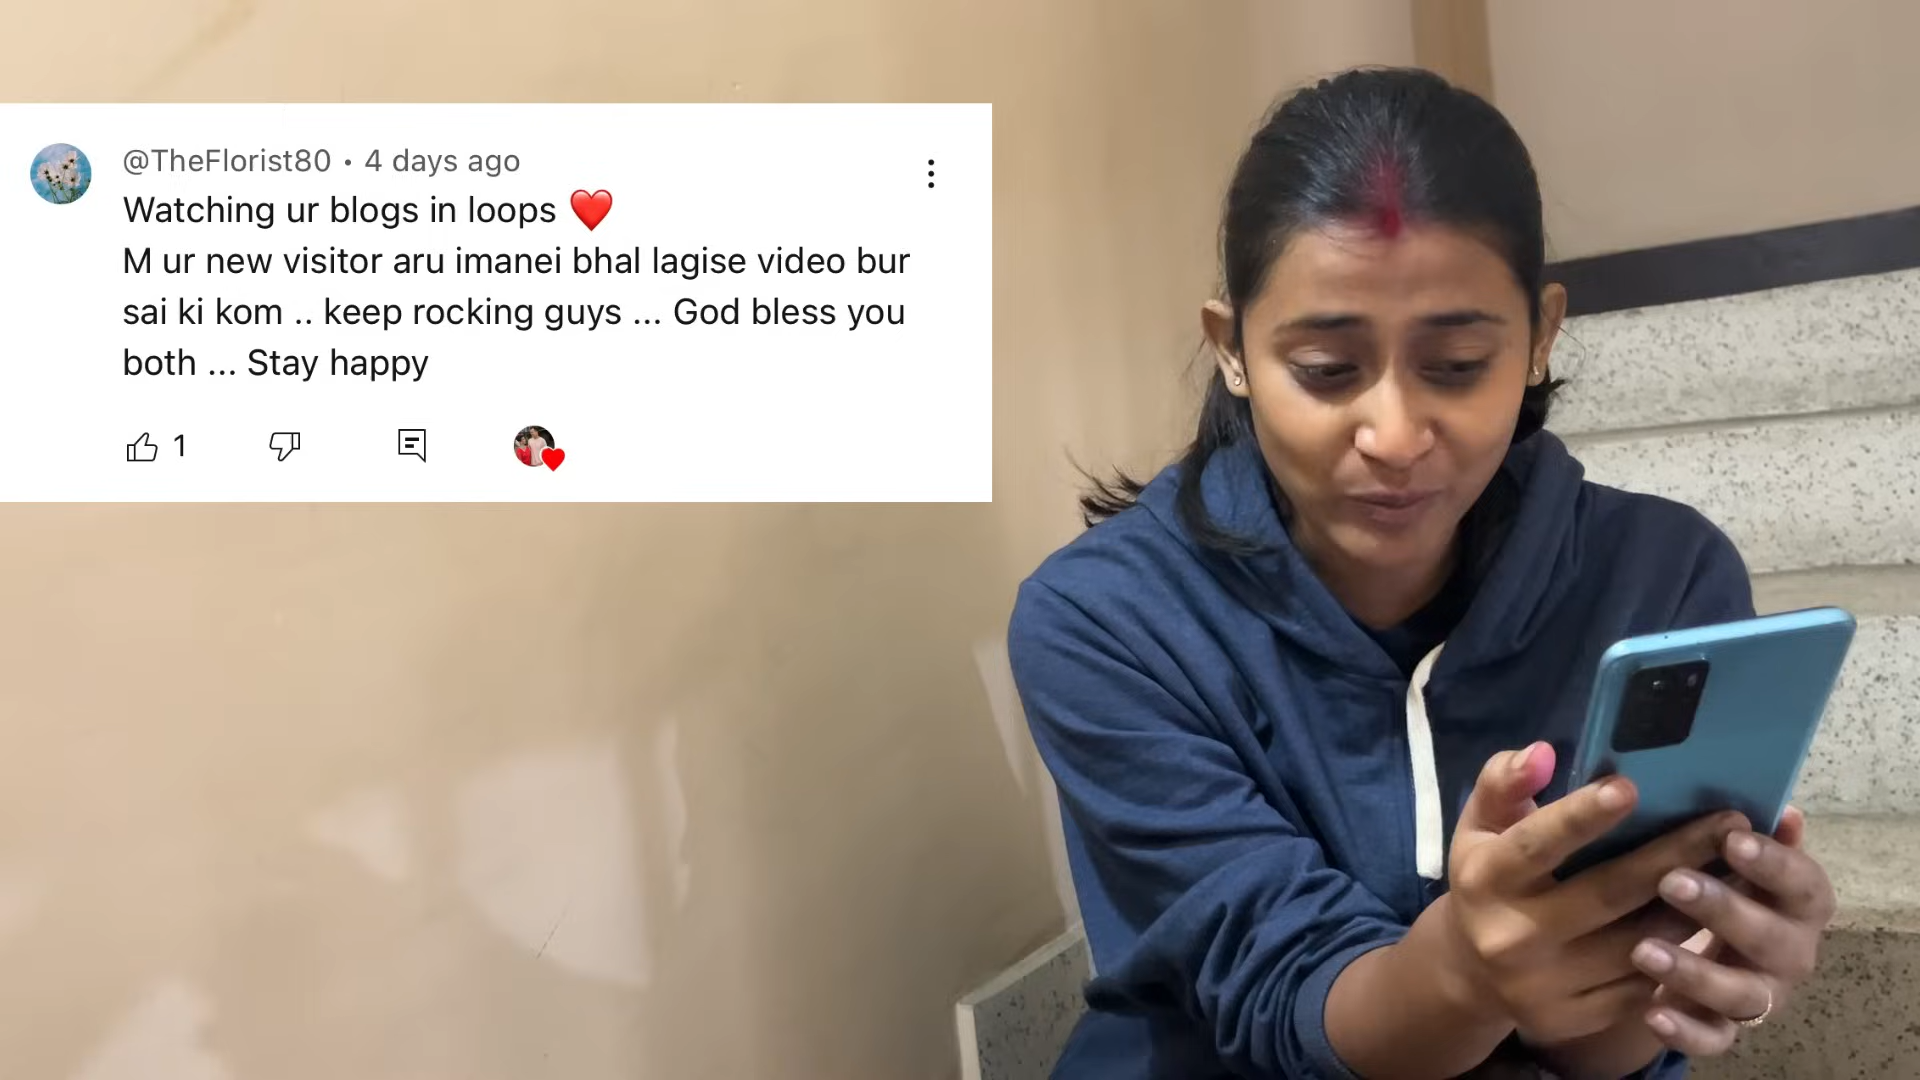 @TheFlorist80 • 4 days ago
Watching ur blogs in loops ❤️
M ur new visitor aru imanei bhal lagise video bur
sai ki kom .. keep rocking guys ... God bless you
both ... Stay happy
1